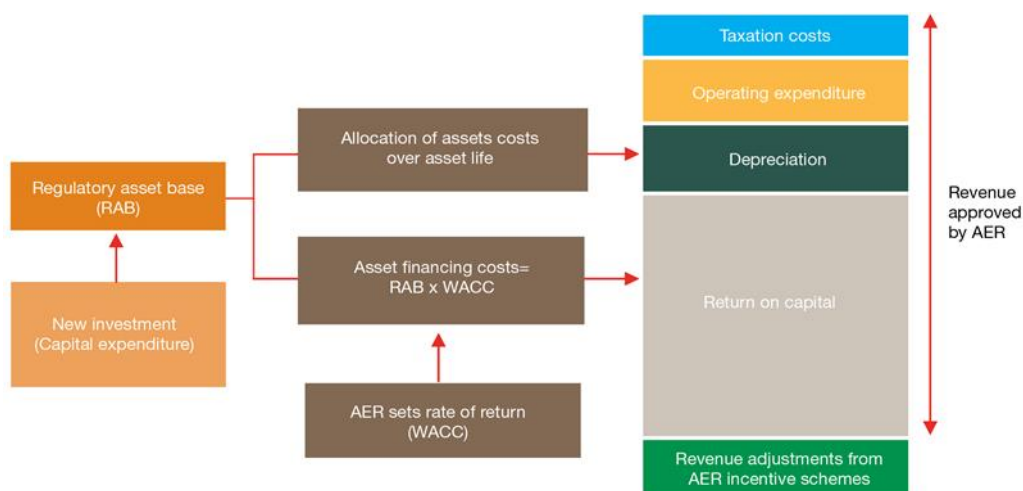 Regulatory asset base
(RAB)
New investment
(Capital expenditure)
Allocation of assets costs
over asset life
Asset financing costs=
RAB x WACC
AER sets rate of return
(WACC)
Taxation costs
Operating expenditure
Depreciation
Return on capital
Revenue adjustments from
AER incentive schemes
Revenue
approved
by AER